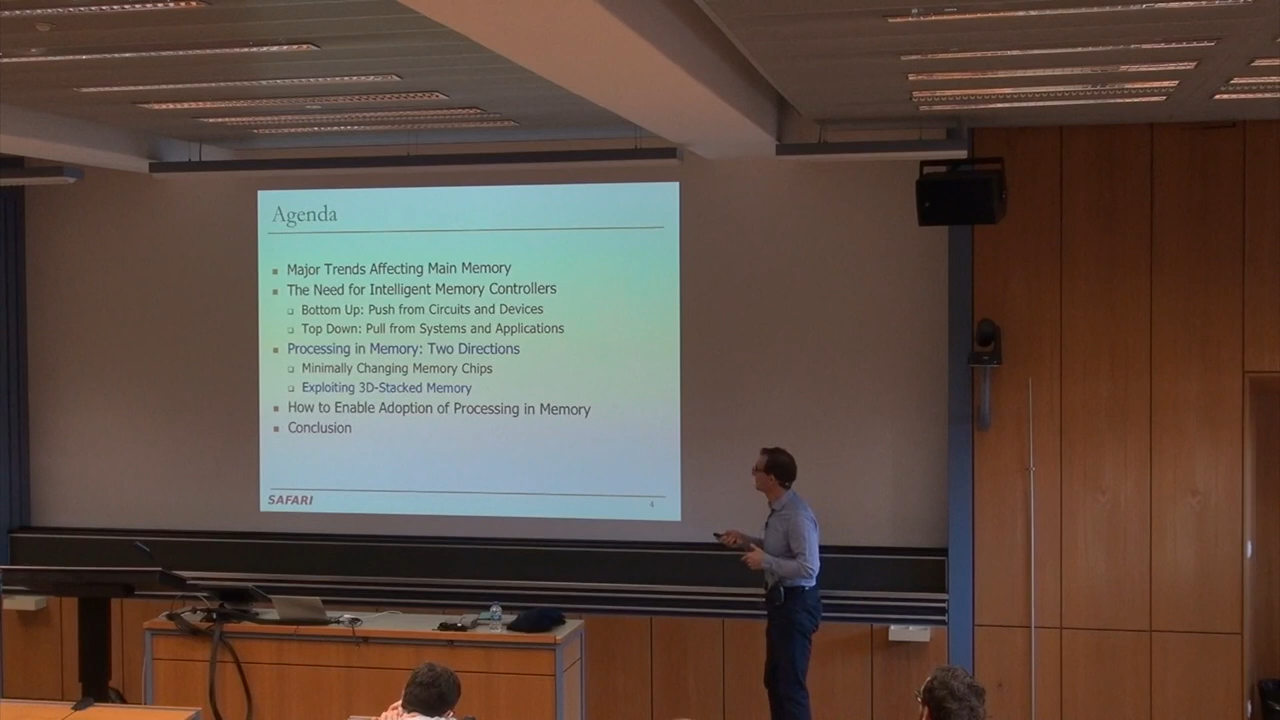 Agenda
Major Trends Affecting Main Memory
The Need for Intelligent Memory Controllers
Bottom Up: Push from Circuits and Devices
Top Down: Pull from Systems and Applications
Processing in Memory: Two Directions
Minimally Changing Memory Chips
Exploiting 3D-Stacked Memory
How to Enable Adoption of Processing in Memory
Conclusion
SAFARI
4